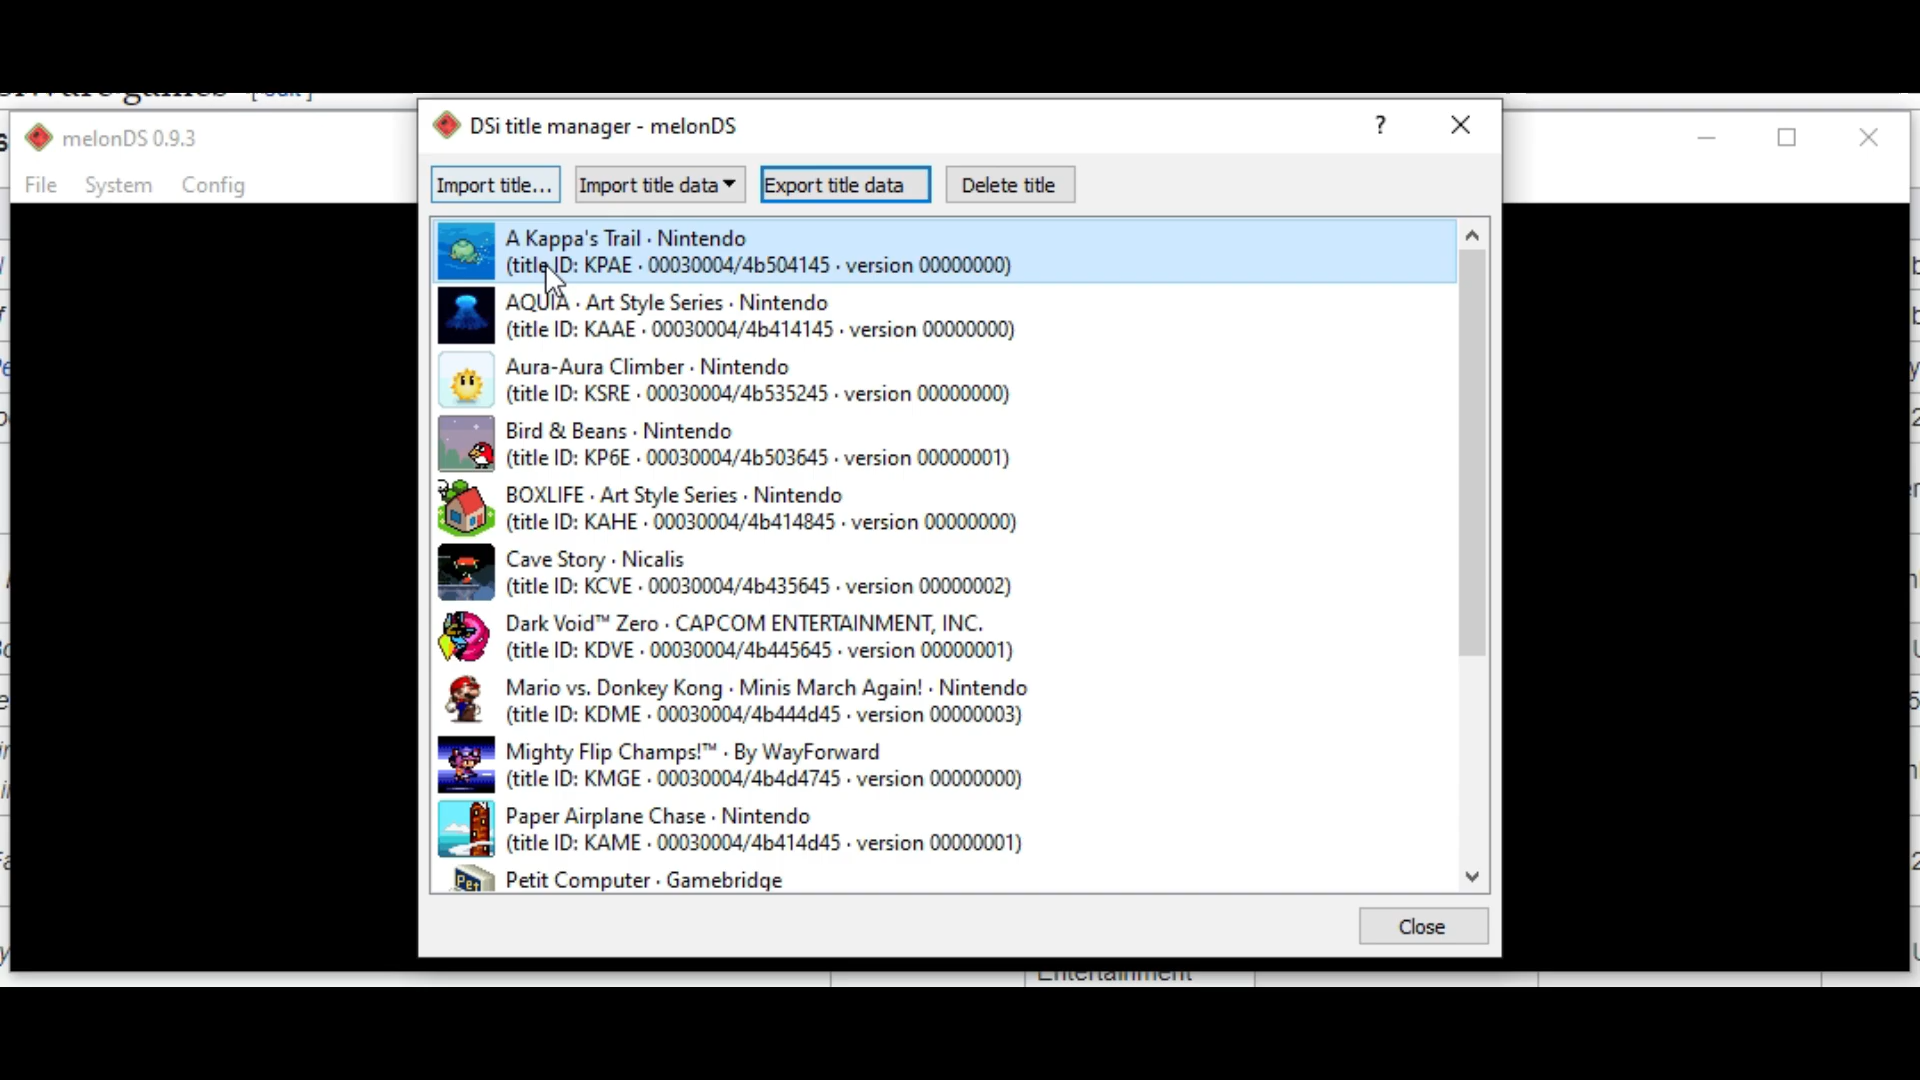 melonDS 0.9.3
File System Config
DSi title manager - melonDS
?
Import title... Import title data Export title data Delete title
A Kappa's Trail · Nintendo
(title ID: KPAE · 00030004/4b504145 · version 00000000)
AQUIA · Art Style Series · Nintendo
(title ID: KAAE · 00030004/4b414145 · version 00000000)
Aura-Aura Climber · Nintendo
(title ID: KSRE · 00030004/4b535245 · version 00000000)
Bird & Beans · Nintendo
(title ID: KP6E · 00030004/4b503645 · version 00000001)
BOXLIFE · Art Style Series · Nintendo
(title ID: KAHE · 00030004/4b414845 · version 00000000)
Cave Story · Nicalis
(title ID: KCVE · 00030004/4b435645 · version 00000002)
Dark Void™ Zero · CAPCOM ENTERTAINMENT, INC.
(title ID: KDVE · 00030004/4b445645 · version 00000001)
Mario vs. Donkey Kong · Minis March Again! · Nintendo
(title ID: KDME · 00030004/4b444d45 · version 00000003)
Mighty Flip Champs!™ · By WayForward
(title ID: KMGE · 00030004/4b4d4745 · version 00000000)
Paper Airplane Chase · Nintendo
(title ID: KAME · 00030004/4b414d45 · version 00000001)
Pet
Petit Computer · Gamebridge
Close
Entertainment